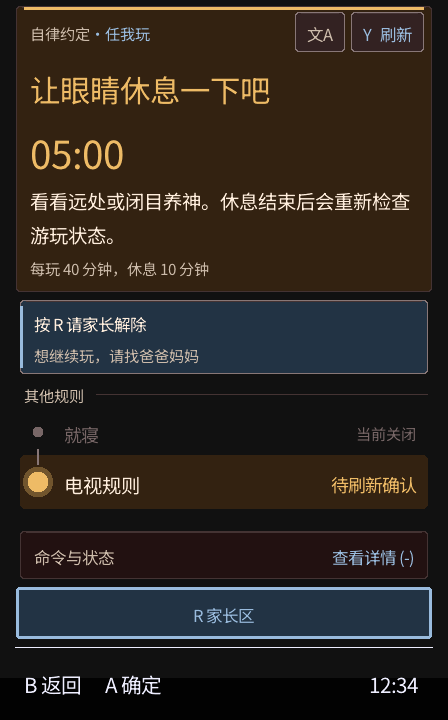 自律约定·任我玩
文A
Y 刷新
让眼睛休息一下吧
05:00
看看远处或闭目养神。休息结束后会重新检查
游玩状态。
每玩 40 分钟，休息 10 分钟
按 R 请家长解除
想继续玩，请找爸爸妈妈
其他规则
就寝 当前关闭
电视规则 待刷新确认
命令与状态 查看详情 (-)
R 家长区
B 返回 A 确定 12:34